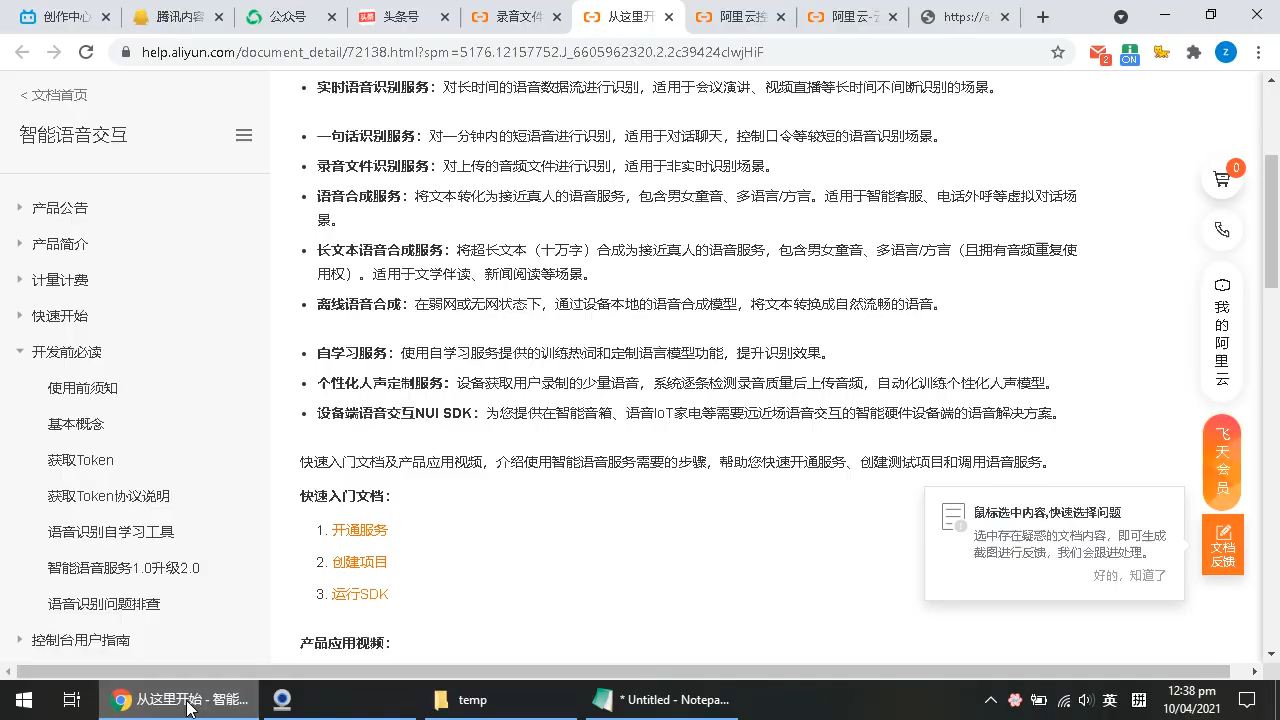 创作中心
腾讯内容
公众号
头条 头条号
录音文件
从这里开
阿里云控
阿里云-云
https://a
help.aliyun.com/document_detail/72138.html?spm=5176.12157752.J_6605962320.2.2c39424clwjHiF
2
ON
z
< 文档首页
智能语音交互
产品公告
产品简介
计量计费
快速开始
开发前必读
使用前须知
基本概念
获取Token
获取Token协议说明
语音识别自学习工具
智能语音服务1.0升级2.0
语音识别问题排查
控制台用户指南
• 实时语音识别服务：对长时间的语音数据流进行识别，适用于会议演讲、视频直播等长时间不间断识别的场景。
• 一句话识别服务：对一分钟内的短语音进行识别，适用于对话聊天，控制口令等较短的语音识别场景。
• 录音文件识别服务：对上传的音频文件进行识别，适用于非实时识别场景。
• 语音合成服务：将文本转化为接近真人的语音服务，包含男女童音、多语言/方言。适用于智能客服、电话外呼等虚拟对话场
景。
• 长文本语音合成服务：将超长文本（十万字）合成为接近真人的语音服务，包含男女童音、多语言/方言（且拥有音频重复使
用权）。适用于文学伴读、新闻阅读等场景。
• 离线语音合成：在弱网或无网状态下，通过设备本地的语音合成模型，将文本转换成自然流畅的语音。
• 自学习服务：使用自学习服务提供的训练热词和定制语言模型功能，提升识别效果。
• 个性化人声定制服务：设备获取用户录制的少量语音，系统逐条检测录音质量后上传音频，自动化训练个性化人声模型。
• 设备端语音交互NUI SDK：为您提供在智能音箱、语音IoT家电等需要远近场语音交互的智能硬件设备端的语音解决方案。
快速入门文档及产品应用视频，介绍使用智能语音服务需要的步骤，帮助您快速开通服务、创建测试项目和调用语音服务。
快速入门文档：
1. 开通服务
2. 创建项目
3. 运行SDK
产品应用视频：
0
我的阿里云
飞天会员
文档
反馈
鼠标选中内容,快速选择问题
选中存在疑惑的文档内容，即可生成
截图进行反馈，我们会跟进处理。
好的，知道了
从这里开始 - 智能...
temp
* Untitled - Notepa...
英
拼
12:38 pm
10/04/2021